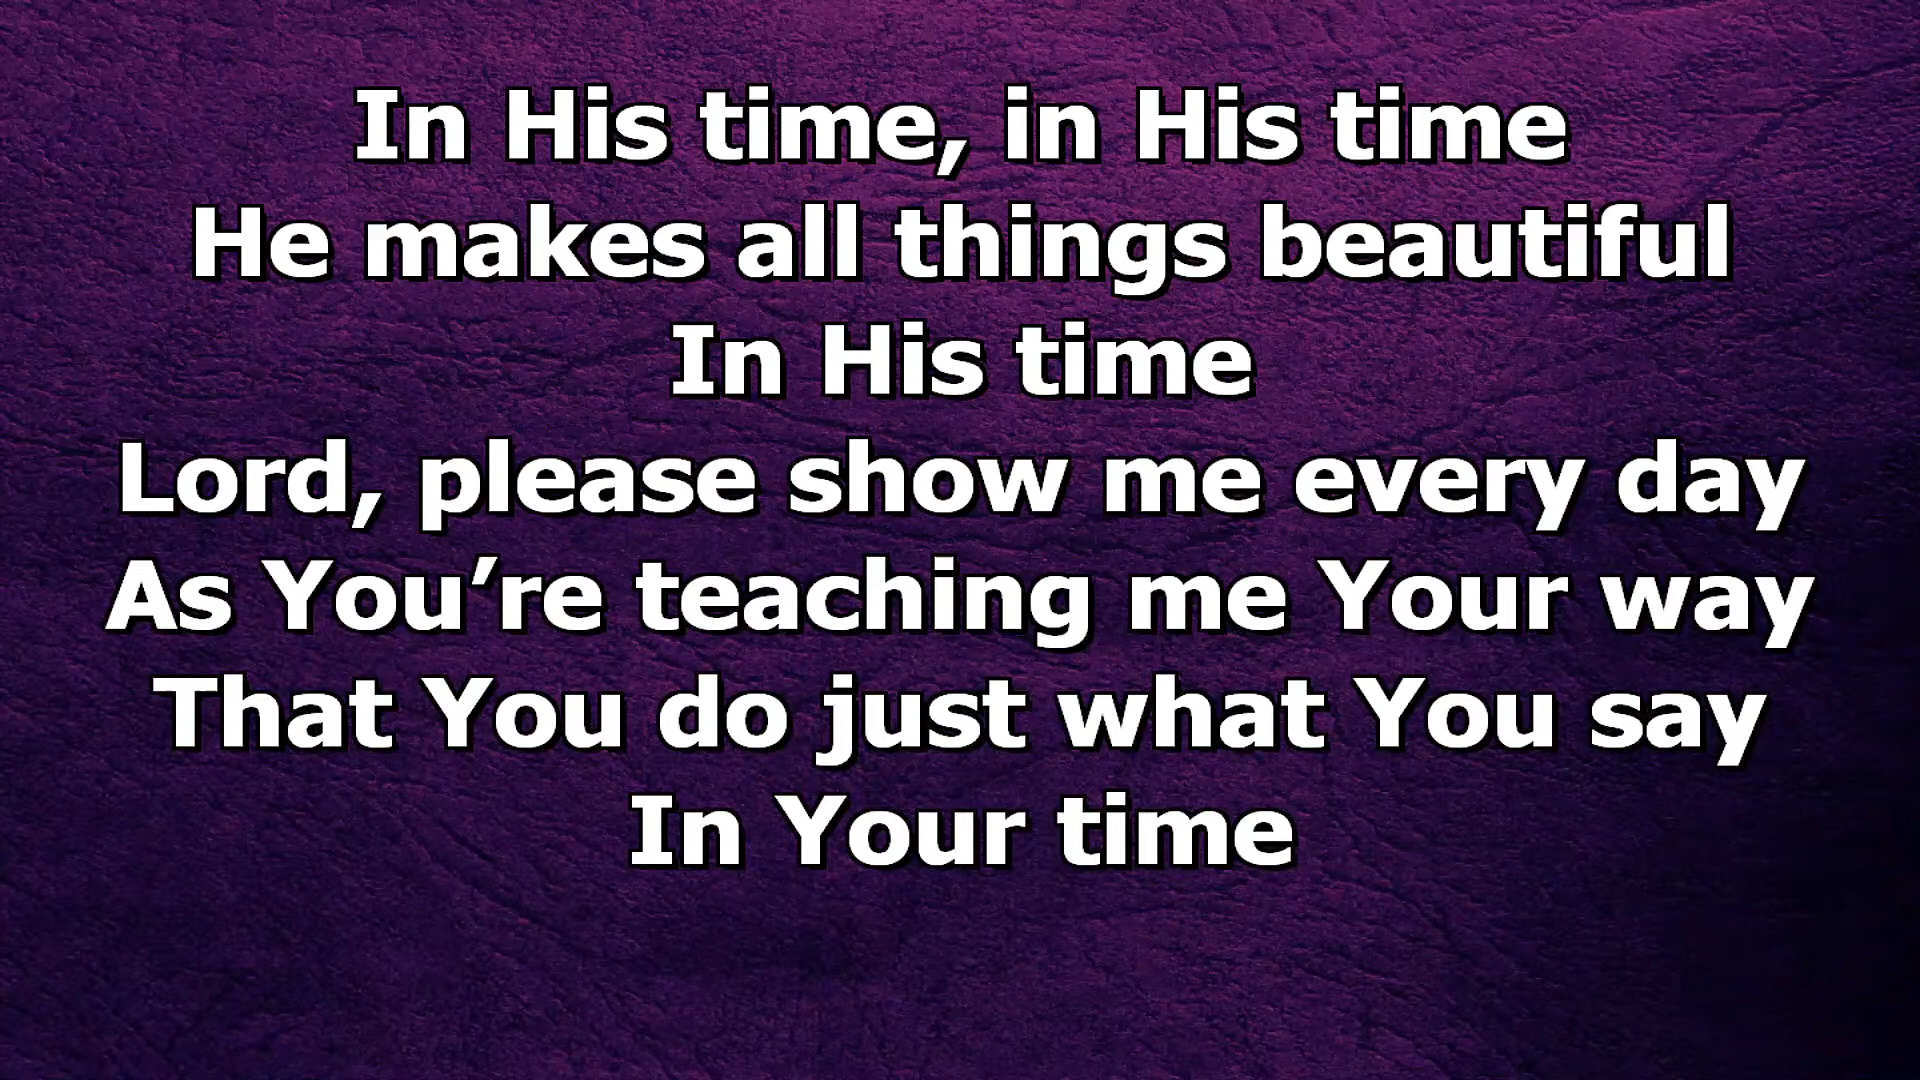 In His time, in His time
He makes all things beautiful
In His time
Lord, please show me every day
As You’re teaching me Your way
That You do just what You say
In Your time